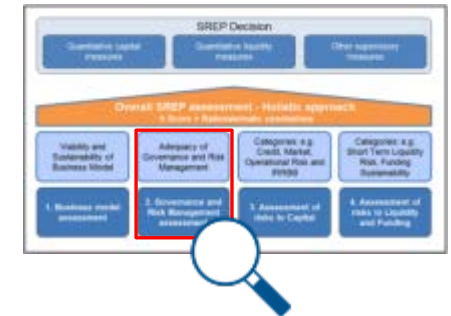 SREP Decision
Quantitative capital
measures
Quantitative liquidity
measures
Other supervisory
measures
Overall SREP assessment - Holistic approach
Viability and
Sustainability of
Business Model
Adequacy of
Governance and Risk
Management
Categories: e.g.
Credit, Market,
Operational Risk and
IRRBB
Categories: e.g.
Short Term Liquidity
Risk, Funding
Sustainability
1. Business model
assessment
2. Governance and
Risk Management
assessment
3. Assessment of
risks to Capital
4. Assessment of
risks to Liquidity
and Funding